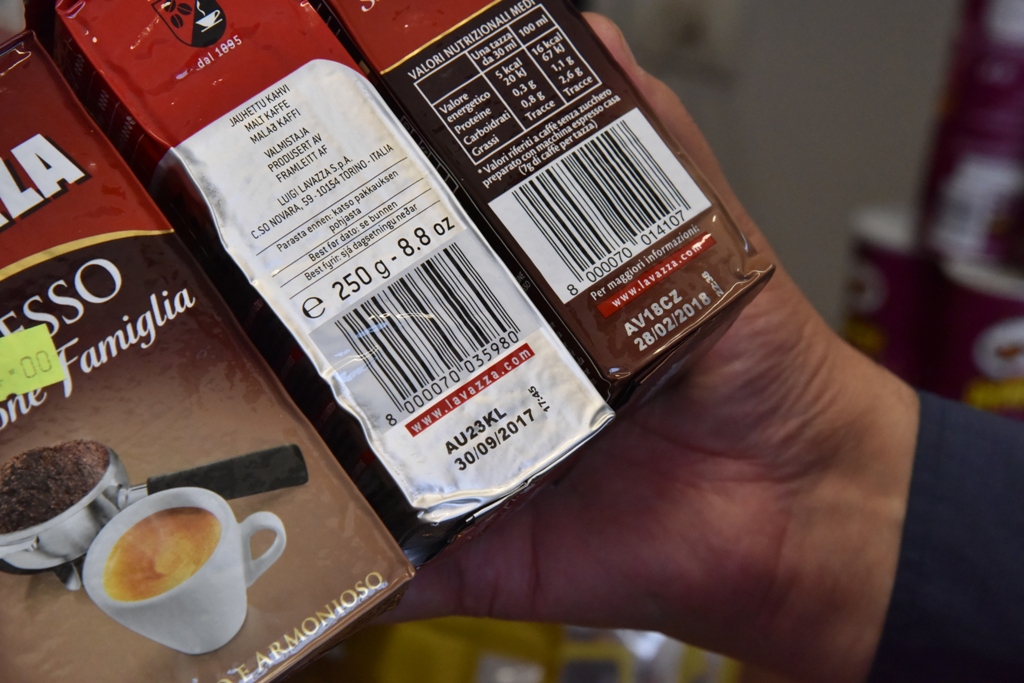 LA
ESSO
Famiglia
.00
E ARMONIOSO
dal 1895
JAUHETTU KAHVI
MALT KAFFE
MALAÐ KAFFI
VALMISTAJA
PRODUSERT AV
FRAMLEITT AF
LUIGI LAVAZZA S.p.A.
C.SO NOVARA, 59-10154 TORINO-ITALIA
Parasta ennen: katso pakkauksen
pohjasta
Best før dato: se bunnen
Best fyrir: sjá dagsetningu neðar
e 250 g - 8.8 oz
8 000070 035980
www.lavazza.com
AU23KL 17:45
30/09/2017
VALORI NUTRIZIONALI MEDI
Una tazza da 30 ml 100 ml
Valore energetico 5 kcal 20 kJ 16 kcal 67 kJ
Proteine 0,3 g 1,1 g
Carboidrati 0,8 g 2,6 g
Grassi Tracce Tracce
• Valori riferiti a caffè senza zucchero
preparato con macchina espresso casa
(7g di caffè per tazza)
8 000070 014107
Per maggiori informazioni:
www.lavazza.com
AV18CZ
28/02/2018